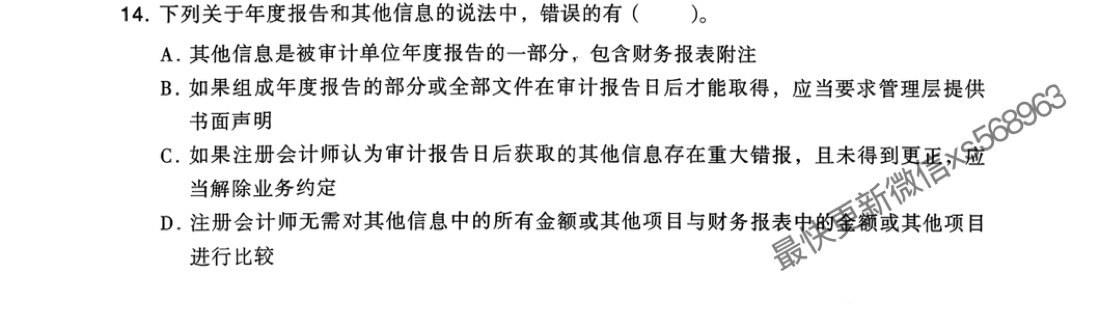 14. 下列关于年度报告和其他信息的说法中，错误的有（　　）。
A. 其他信息是被审计单位年度报告的一部分，包含财务报表附注
B. 如果组成年度报告的部分或全部文件在审计报告日后才能取得，应当要求管理层提供
书面声明
C. 如果注册会计师认为审计报告日后获取的其他信息存在重大错报，且未得到更正，应
当解除业务约定
D. 注册会计师无需对其他信息中的所有金额或其他项目与财务报表中的金额或其他项目
进行比较
最快更新微信xs568963